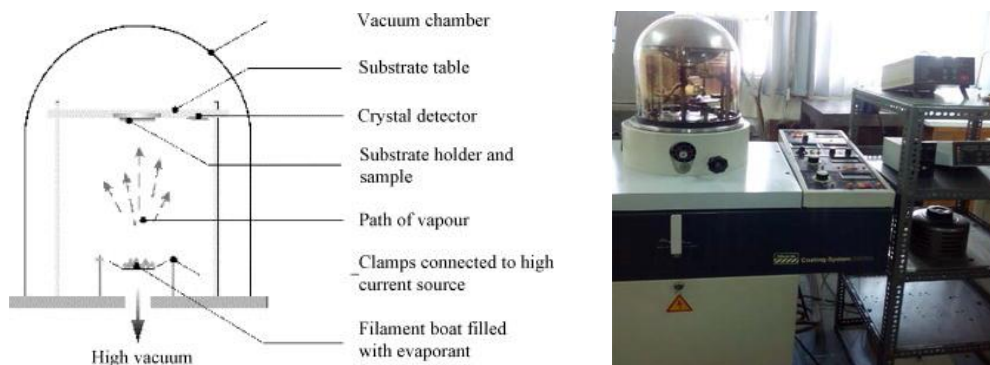 Vacuum chamber
Substrate table
Crystal detector
Substrate holder and
sample
Path of vapour
Clamps connected to high
current source
Filament boat filled
with evaporant
High vacuum
Coating System